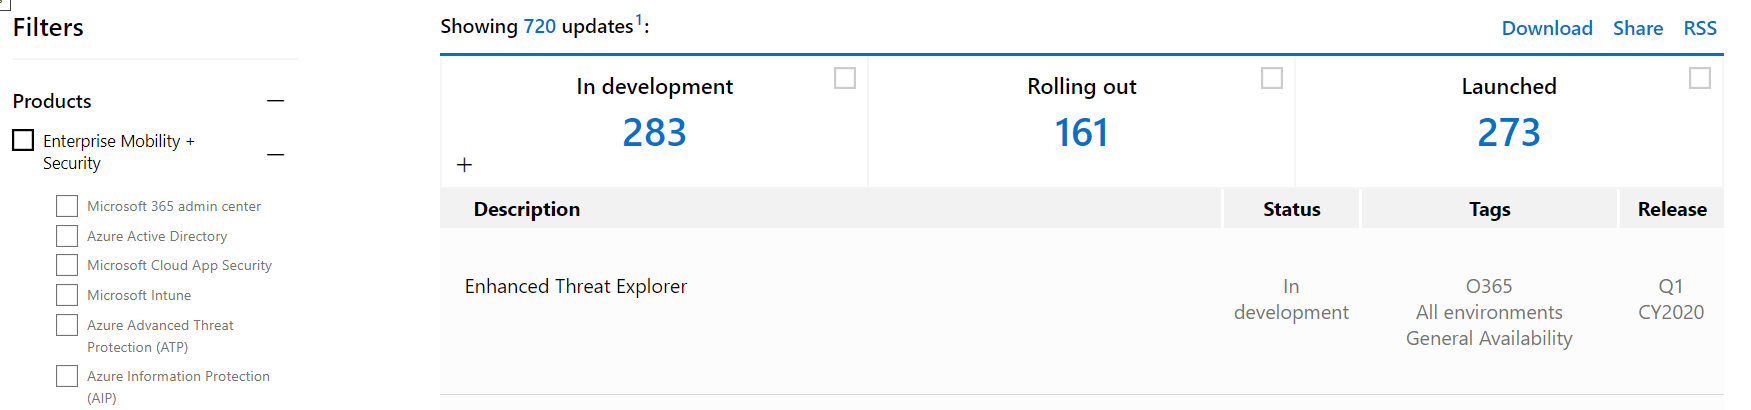 Filters
Products
Enterprise Mobility +
Security
Microsoft 365 admin center
Azure Active Directory
Microsoft Cloud App Security
Microsoft Intune
Azure Advanced Threat
Protection (ATP)
Azure Information Protection
(AIP)
Showing 720 updates1:
Download Share RSS
In development
283
+
Rolling out
161
Launched
273
Description Status Tags Release
Enhanced Threat Explorer
In
development
O365
All environments
General Availability
Q1
CY2020